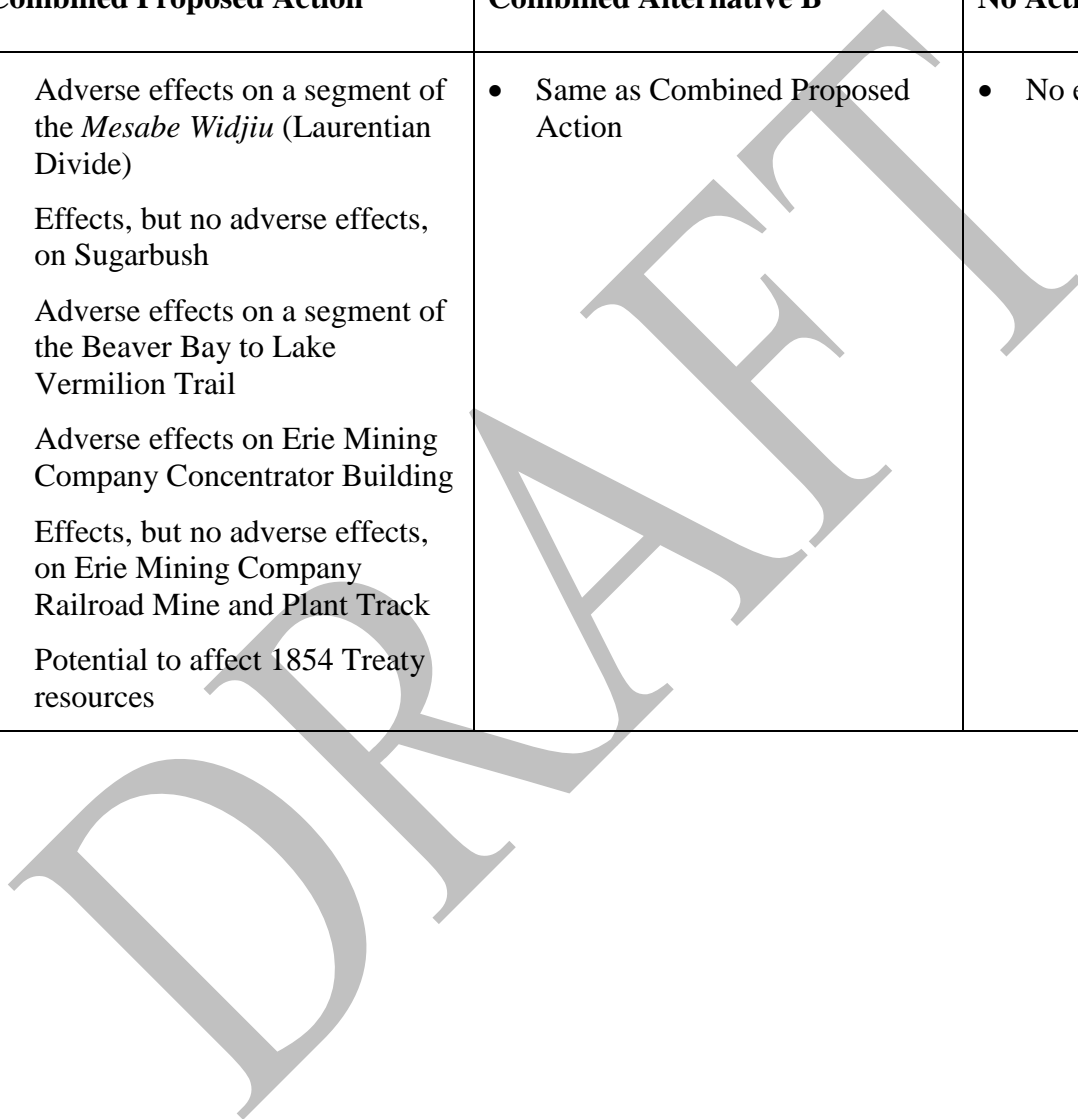 Combined Proposed Action
Combined Alternative B
No Acti
Adverse effects on a segment of
the Mesabe Widjiu (Laurentian
Divide)
Effects, but no adverse effects,
on Sugarbush
Adverse effects on a segment of
the Beaver Bay to Lake
Vermilion Trail
Adverse effects on Erie Mining
Company Concentrator Building
Effects, but no adverse effects,
on Erie Mining Company
Railroad Mine and Plant Track
Potential to affect 1854 Treaty
resources
• Same as Combined Proposed
Action
• No e
DRAFT